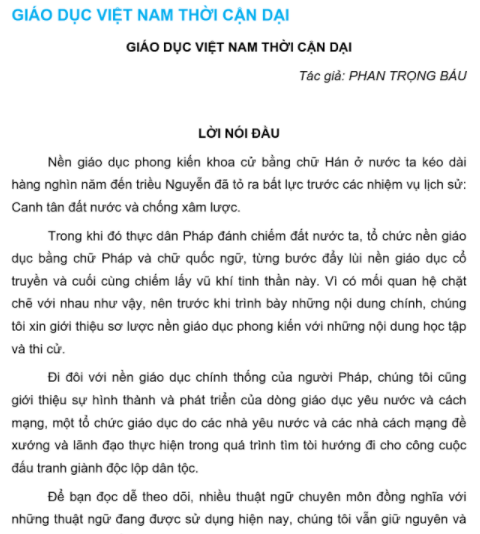 GIÁO DỤC VIỆT NAM THỜI CẬN DẠI
GIÁO DỤC VIỆT NAM THỜI CẬN DẠI
Tác giả: PHAN TRỌNG BÁU
LỜI NÓI ĐẦU
Nền giáo dục phong kiến khoa cử bằng chữ Hán ở nước ta kéo dài
hàng nghìn năm đến triều Nguyễn đã tỏ ra bất lực trước các nhiệm vụ lịch sử:
Canh tân đất nước và chống xâm lược.
Trong khi đó thực dân Pháp đánh chiếm đất nước ta, tổ chức nền giáo
dục bằng chữ Pháp và chữ quốc ngữ, từng bước đẩy lùi nền giáo dục cổ
truyền và cuối cùng chiếm lấy vũ khí tinh thần này. Vì có mối quan hệ chặt
chẽ với nhau như vậy, nên trước khi trình bày những nội dung chính, chúng
tôi xin giới thiệu sơ lược nền giáo dục phong kiến với những nội dung học tập
và thi cử.
Đi đôi với nền giáo dục chính thống của người Pháp, chúng tôi cũng
giới thiệu sự hình thành và phát triển của dòng giáo dục yêu nước và cách
mạng, một tổ chức giáo dục do các nhà yêu nước và các nhà cách mạng đề
xướng và lãnh đạo thực hiện trong quá trình tìm tòi hướng đi cho công cuộc
đấu tranh giành độc lộp dân tộc.
Để bạn đọc dễ theo dõi, nhiều thuật ngữ chuyên môn đồng nghĩa với
những thuật ngữ đang được sử dụng hiện nay, chúng tôi vẫn giữ nguyên và